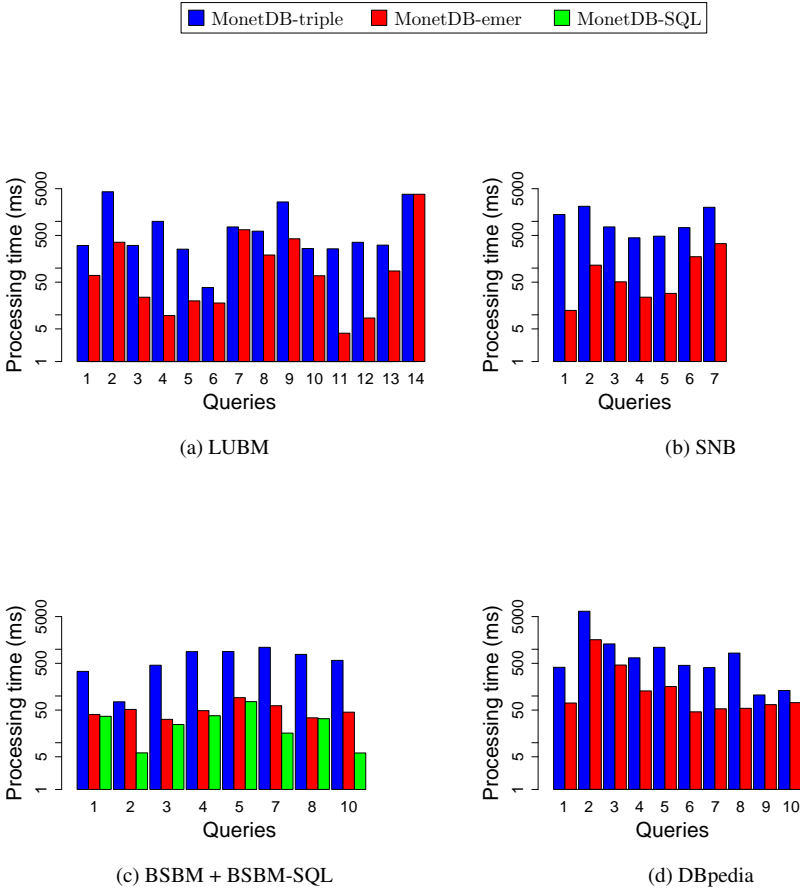 MonetDB-triple MonetDB-emer MonetDB-SQL
Processing time (ms)
5000
500
50
5
1
1 2 3 4 5 6 7 8 9 10 11 12 13 14
Queries
(a) LUBM
Processing time (ms)
5000
500
50
5
1
1 2 3 4 5 6 7
Queries
(b) SNB
Processing time (ms)
5000
500
50
5
1
1 2 3 4 5 7 8 10
Queries
(c) BSBM + BSBM-SQL
Processing time (ms)
5000
500
50
5
1
1 2 3 4 5 6 7 8 9 10
Queries
(d) DBpedia